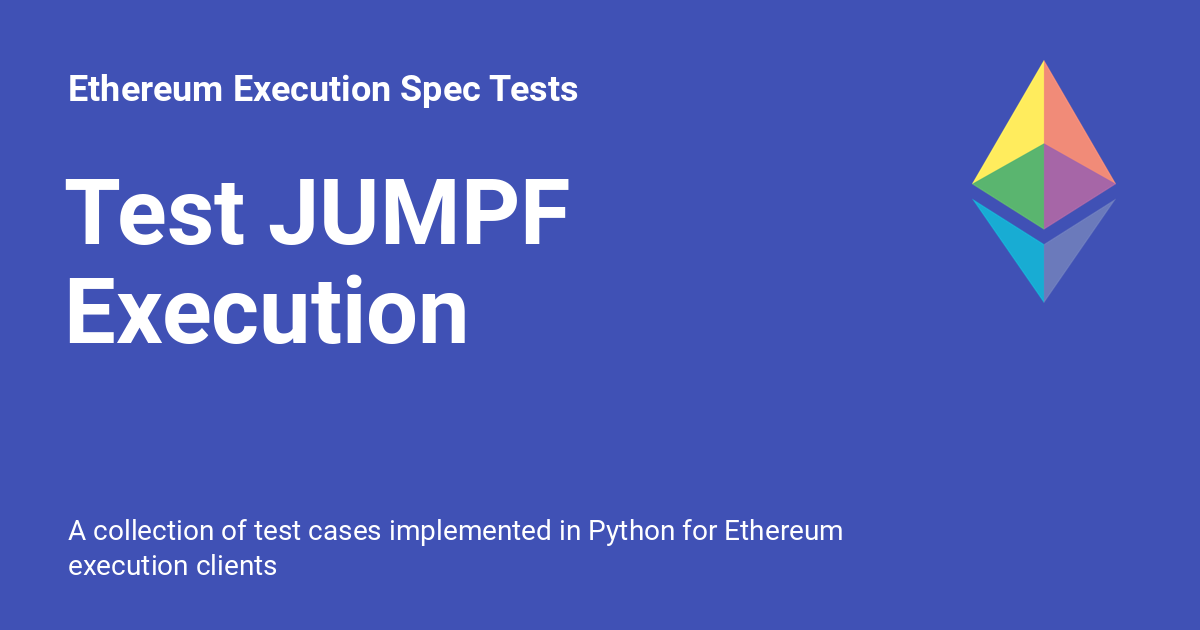 Ethereum Execution Spec Tests
Test JUMPF
Execution
A collection of test cases implemented in Python for Ethereum
execution clients